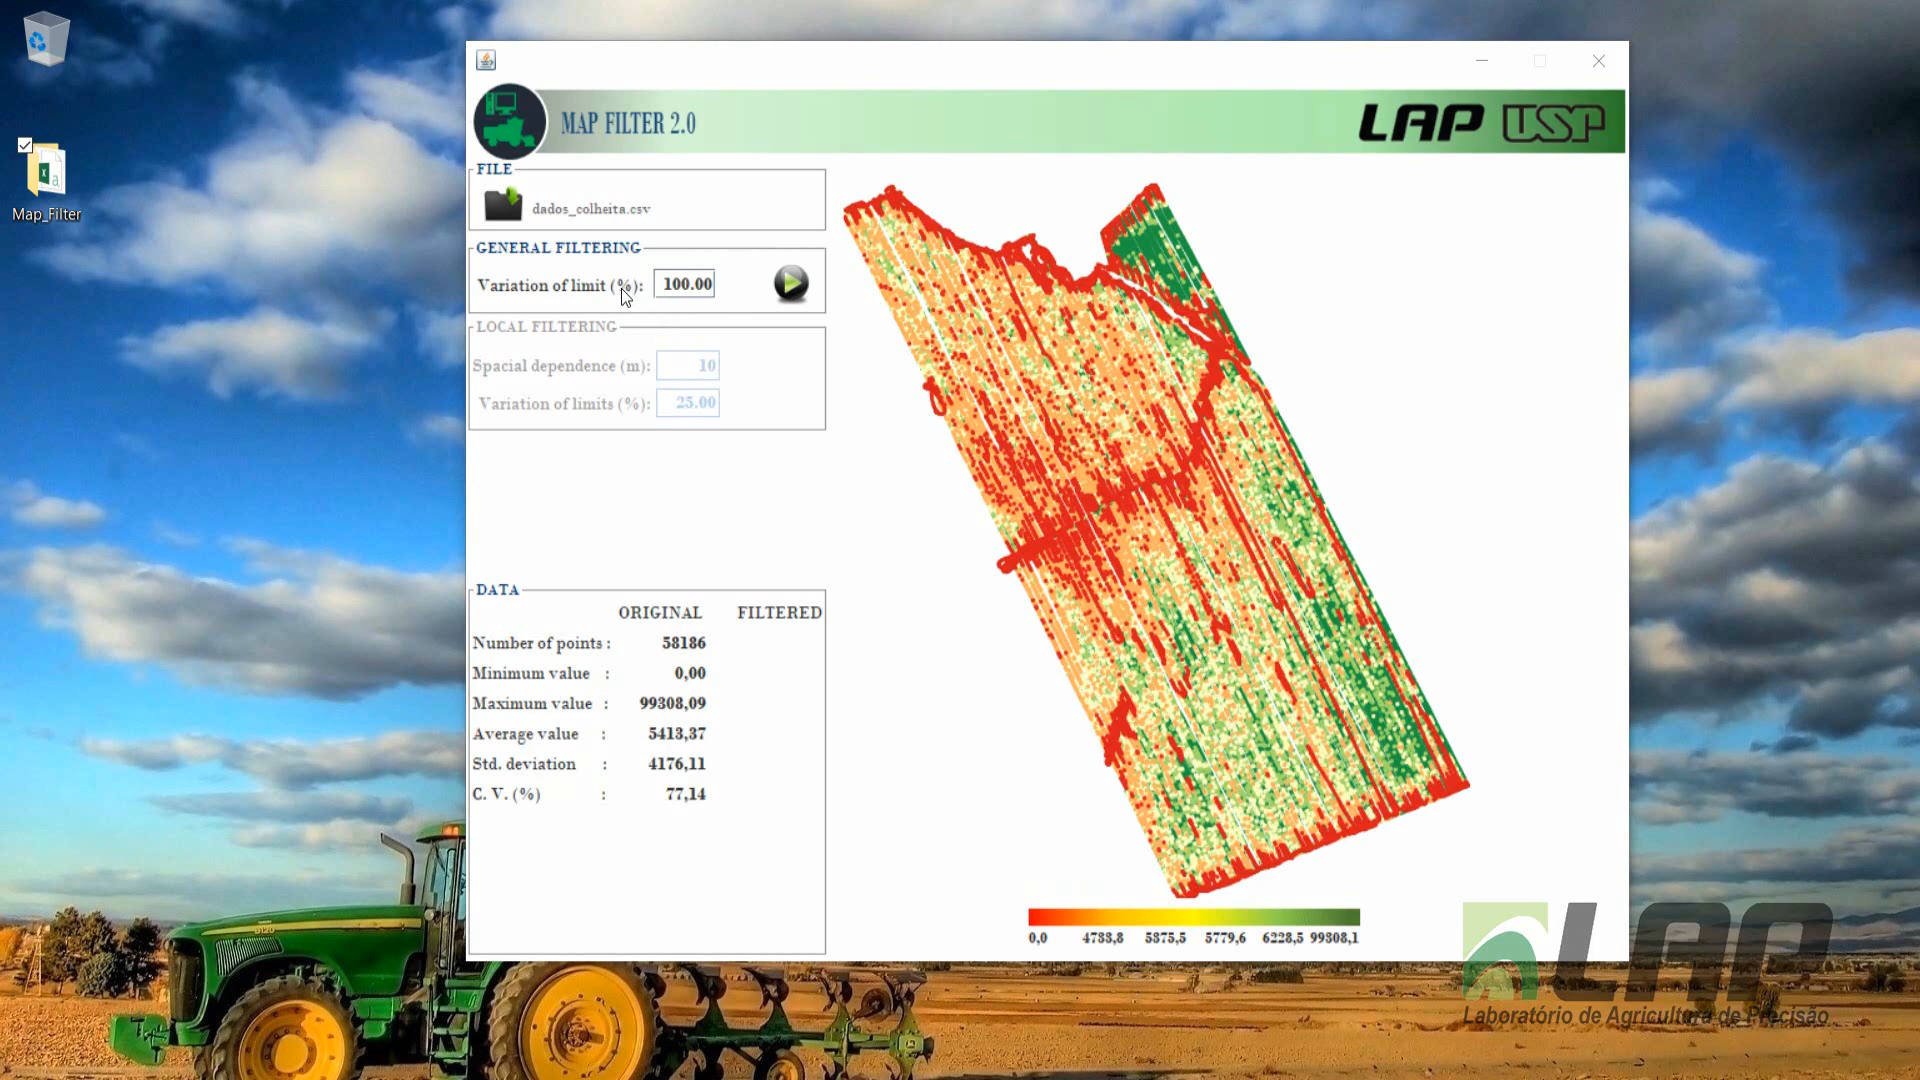 Map_Filter
MAP FILTER 2.0
LAP USP
FILE
dados_colheita.csv
GENERAL FILTERING
Variation of limit (%): 100.00
LOCAL FILTERING
Spacial dependence (m): 10
Variation of limits (%): 25.00
DATA
ORIGINAL FILTERED
Number of points : 58186
Minimum value : 0,00
Maximum value : 99308,09
Average value : 5413,37
Std. deviation : 4176,11
C. V. (%) : 77,14
0,0 4783,8 5375,5 5779,6 6228,5 99308,1
LAP
Laboratório de Agricultura de Precisão
8120